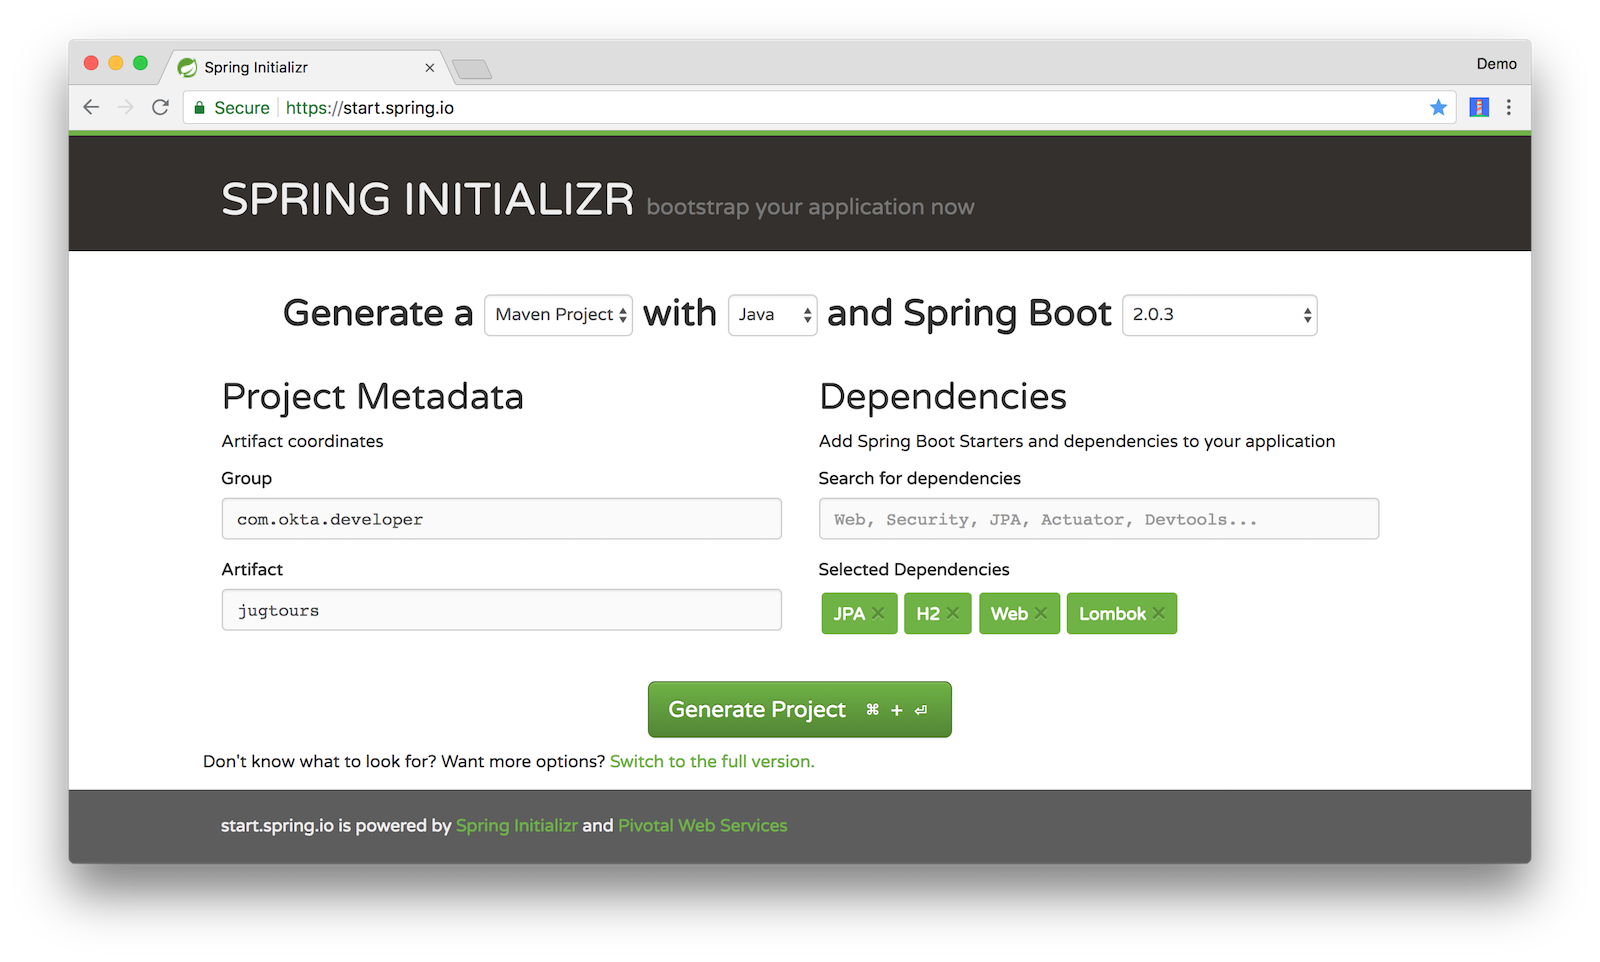 Spring Initializr
Demo
Secure https://start.spring.io
SPRING INITIALIZR bootstrap your application now
Generate a Maven Project with Java and Spring Boot 2.0.3
Project Metadata
Artifact coordinates
Group
com.okta.developer
Artifact
jugtours
Dependencies
Add Spring Boot Starters and dependencies to your application
Search for dependencies
Web, Security, JPA, Actuator, Devtools...
Selected Dependencies
JPA H2 Web Lombok
Generate Project ⌘ + ⏎
Don't know what to look for? Want more options? Switch to the full version.
start.spring.io is powered by Spring Initializr and Pivotal Web Services